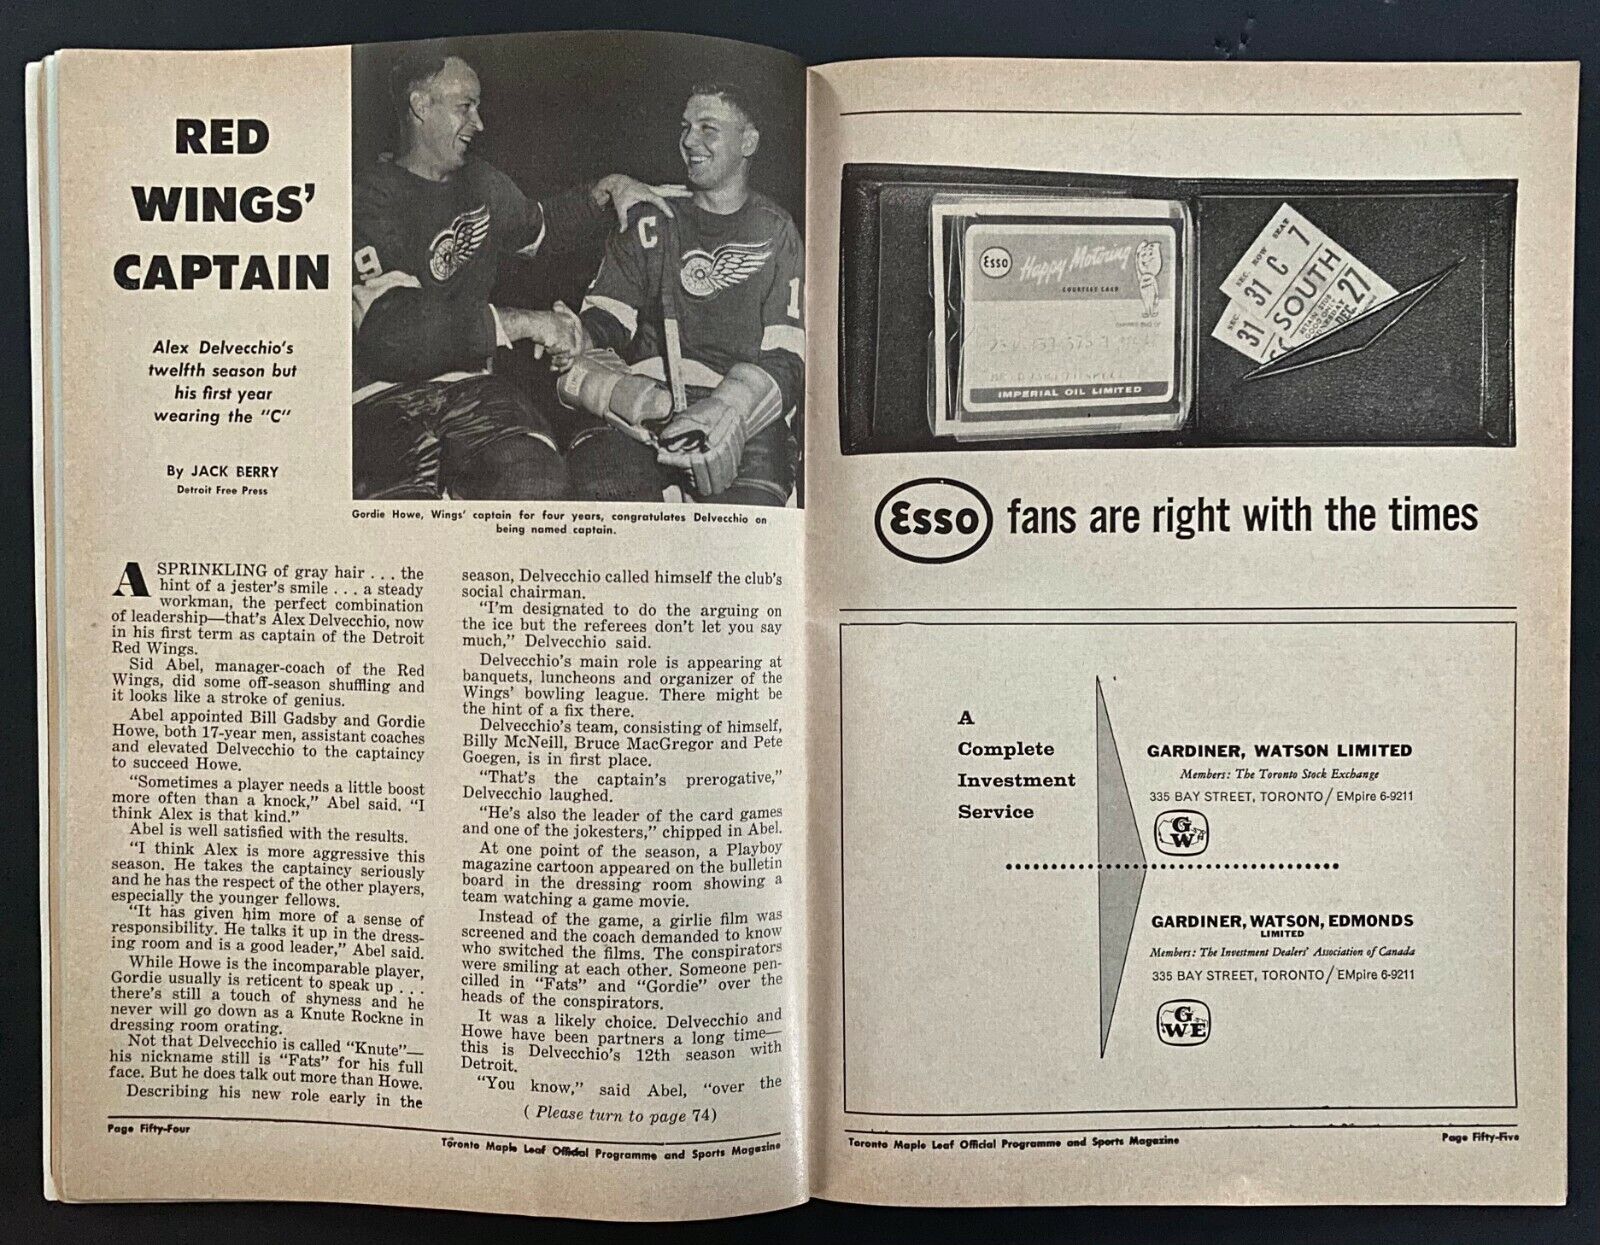 RED
WINGS'
CAPTAIN
Alex Delvecchio's
twelfth season but
his first year
wearing the "C"
By JACK BERRY
Detroit Free Press
9
C
1
Gordie Howe, Wings' captain for four years, congratulates Delvecchio on
being named captain.
A SPRINKLING of gray hair . . . the
hint of a jester's smile . . . a steady
workman, the perfect combination
of leadership—that's Alex Delvecchio, now
in his first term as captain of the Detroit
Red Wings.
Sid Abel, manager-coach of the Red
Wings, did some off-season shuffling and
it looks like a stroke of genius.
Abel appointed Bill Gadsby and Gordie
Howe, both 17-year men, assistant coaches
and elevated Delvecchio to the captaincy
to succeed Howe.
"Sometimes a player needs a little boost
more often than a knock," Abel said. "I
think Alex is that kind."
Abel is well satisfied with the results.
"I think Alex is more aggressive this
season. He takes the captaincy seriously
and he has the respect of the other players,
especially the younger fellows.
"It has given him more of a sense of
responsibility. He talks it up in the dress-
ing room and is a good leader," Abel said.
While Howe is the incomparable player,
Gordie usually is reticent to speak up . . .
there's still a touch of shyness and he
never will go down as a Knute Rockne in
dressing room orating.
Not that Delvecchio is called "Knute"—
his nickname still is "Fats" for his full
face. But he does talk out more than Howe.
Describing his new role early in the
season, Delvecchio called himself the club's
social chairman.
"I'm designated to do the arguing on
the ice but the referees don't let you say
much," Delvecchio said.
Delvecchio's main role is appearing at
banquets, luncheons and organizer of the
Wings' bowling league. There might be
the hint of a fix there.
Delvecchio's team, consisting of himself,
Billy McNeill, Bruce MacGregor and Pete
Goegen, is in first place.
"That's the captain's prerogative,"
Delvecchio laughed.
"He's also the leader of the card games
and one of the jokesters," chipped in Abel.
At one point of the season, a Playboy
magazine cartoon appeared on the bulletin
board in the dressing room showing a
team watching a game movie.
Instead of the game, a girlie film was
screened and the coach demanded to know
who switched the films. The conspirators
were smiling at each other. Someone pen-
cilled in "Fats" and "Gordie" over the
heads of the conspirators.
It was a likely choice. Delvecchio and
Howe have been partners a long time—
this is Delvecchio's 12th season with
Detroit.
"You know," said Abel, "over the
(Please turn to page 74)
Page Fifty-Four
Toronto Maple Leaf Official Programme and Sports Magazine
Esso
Happy Motoring
COURTESY CARD
IMPERIAL OIL LIMITED
SEC. ROW SEAT
31 C 7
SOUTH
SEC.
31
DEC 27
Esso fans are right with the times
A
Complete
Investment
Service
GARDINER, WATSON LIMITED
Members: The Toronto Stock Exchange
335 BAY STREET, TORONTO/EMpire 6-9211
G
W
GARDINER, WATSON, EDMONDS
LIMITED
Members: The Investment Dealers' Association of Canada
335 BAY STREET, TORONTO/EMpire 6-9211
G
WE
Toronto Maple Leaf Official Programme and Sports Magazine
Page Fifty-Five